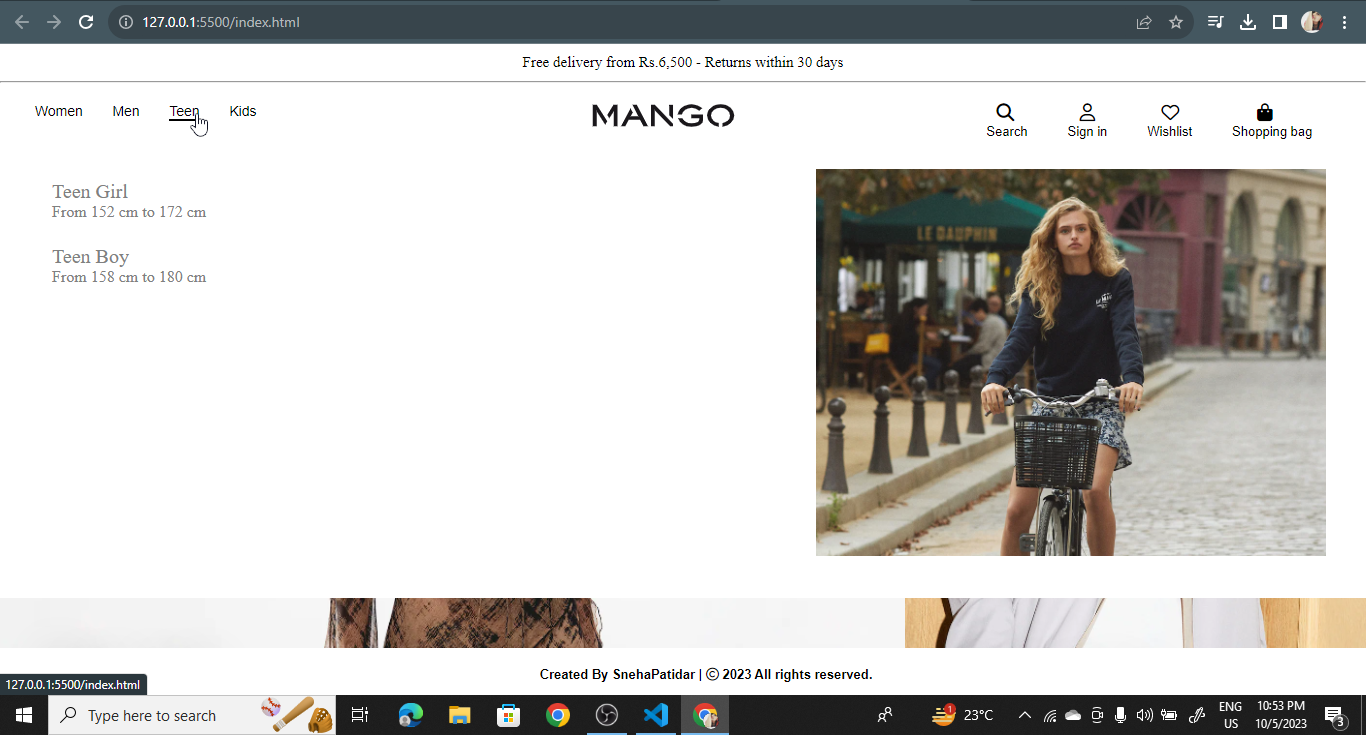 127.0.0.1:5500/index.html
Free delivery from Rs.6,500 - Returns within 30 days
Women Men Teen Kids
MANGO
Search Sign in Wishlist Shopping bag
Teen Girl
From 152 cm to 172 cm
Teen Boy
From 158 cm to 180 cm
LE DAUPHIN
Created By SnehaPatidar | © 2023 All rights reserved.
127.0.0.1:5500/index.html
Type here to search
1
23°C
ENG
US
10:53 PM
10/5/2023
3